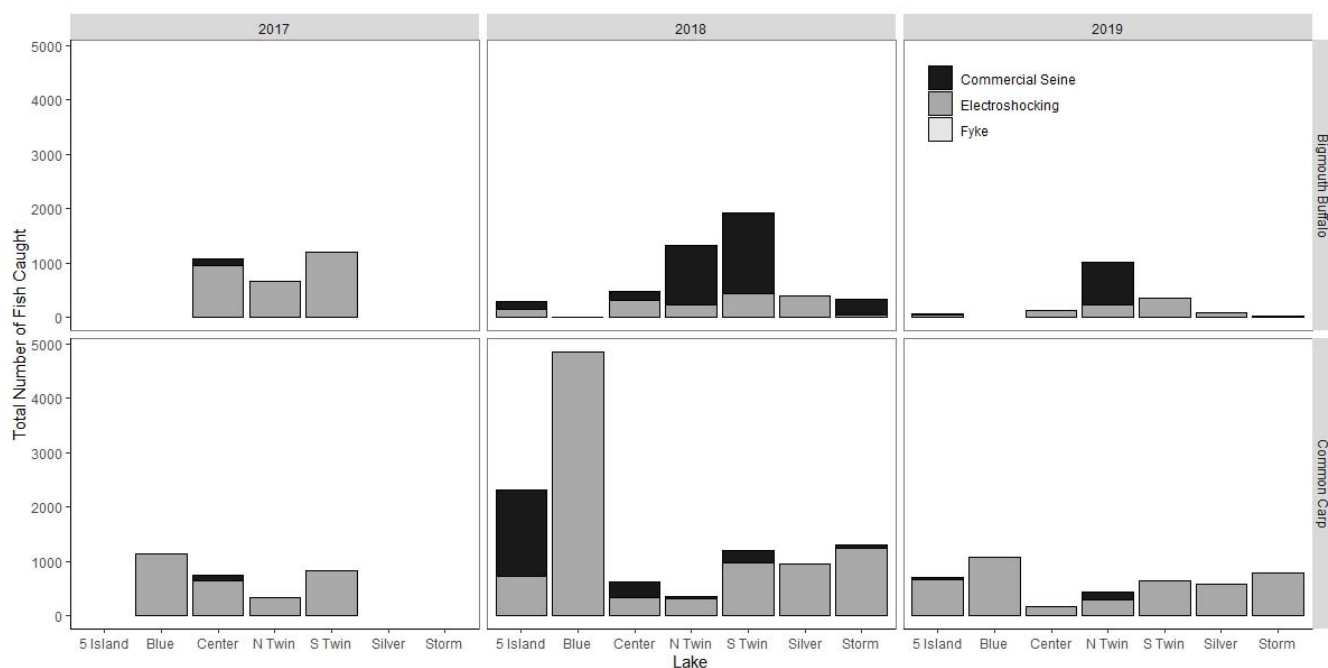 2017 2018 2019
5000
4000
3000
2000
1000
0
Commercial Seine
Electroshocking
Fyke
Bigmouth Buffalo
Total Number of Fish Caught
5000
4000
3000
2000
1000
0
Common Carp
5 Island Blue Center N Twin S Twin Silver Storm 5 Island Blue Center N Twin S Twin Silver Storm 5 Island Blue Center N Twin S Twin Silver Storm
Lake